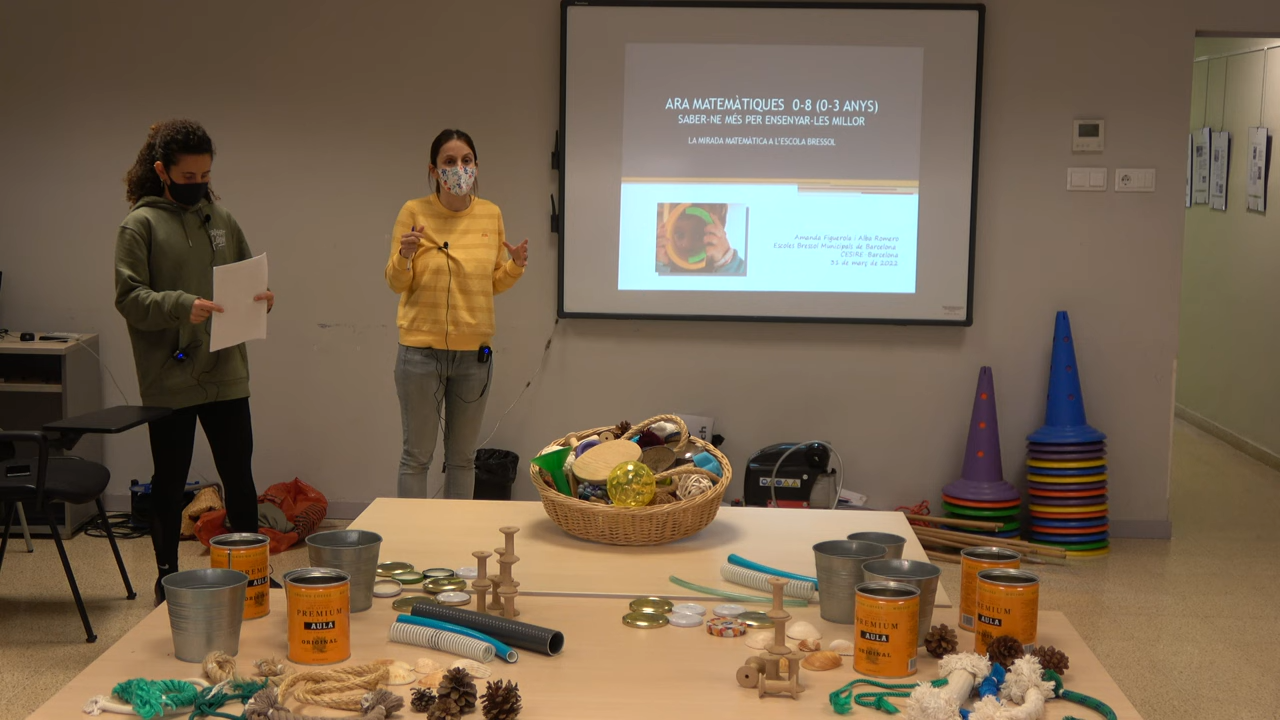 ARA MATEMÀTIQUES 0-8 (0-3 ANYS)
SABER-NE MÉS PER ENSENYAR-LES MILLOR
LA MIRADA MATEMÀTICA A L'ESCOLA BRESSOL
Amanda Figuerola i Alba Romero
Escoles Bressol Municipals de Barcelona
CESIRE Barcelona
31 de març de 2022
PREMIUM
AULA
PREMIUM
AULA
ORIGINAL
PREMIUM
AULA
ORIGINAL
PREMIUM
AULA
ORIGINAL